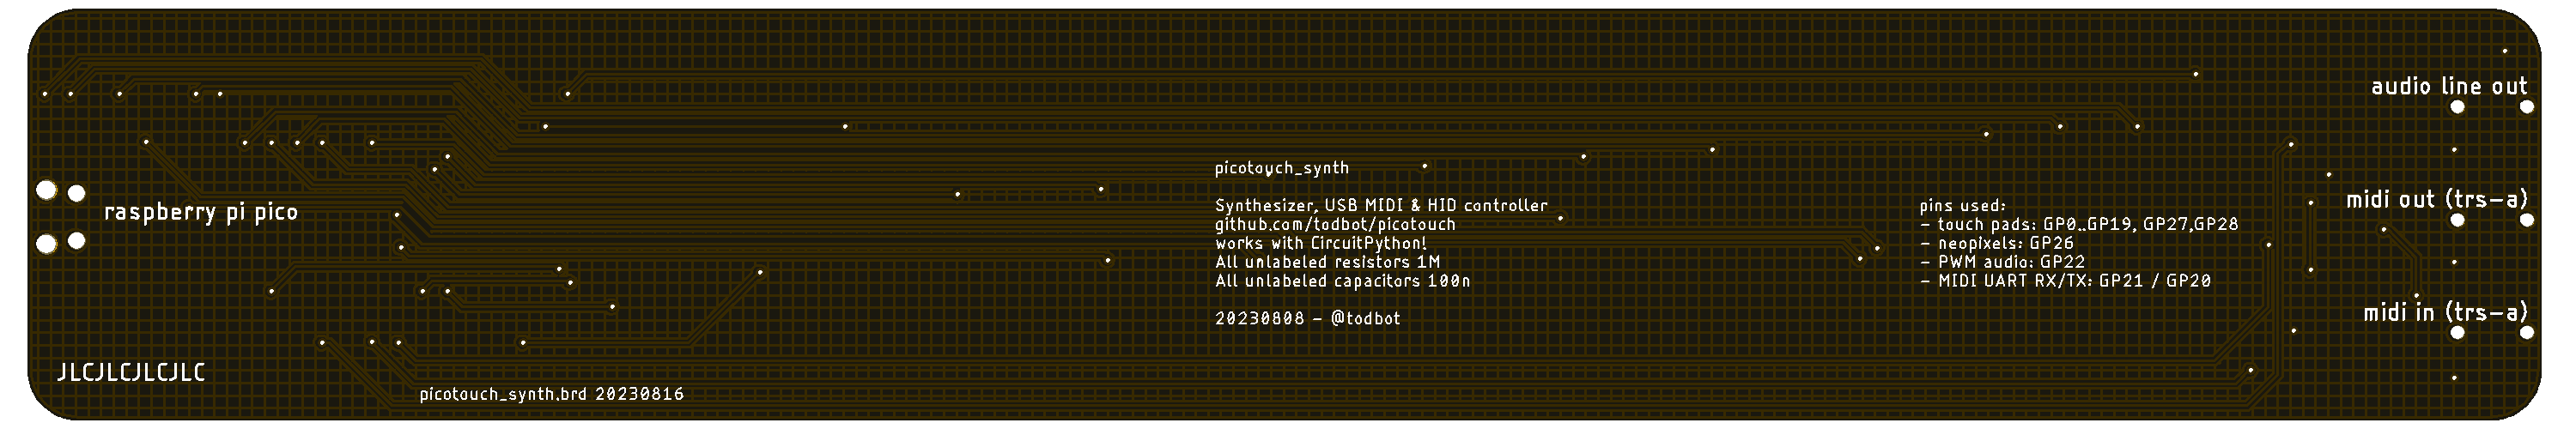 audio line out
picotouch_synth
Synthesizer, USB MIDI & HID controller
github.com/todbot/picotouch
works with CircuitPython!
All unlabeled resistors 1M
All unlabeled capacitors 100n
20230808 - @todbot
raspberry pi pico
pins used:
- touch pads: GP0..GP19, GP27,GP28
- neopixels: GP26
- PWM audio: GP22
- MIDI UART RX/TX: GP21 / GP20
midi out (trs-a)
midi in (trs-a)
JLCJLCJLCJLC
picotouch_synth.brd 20230816